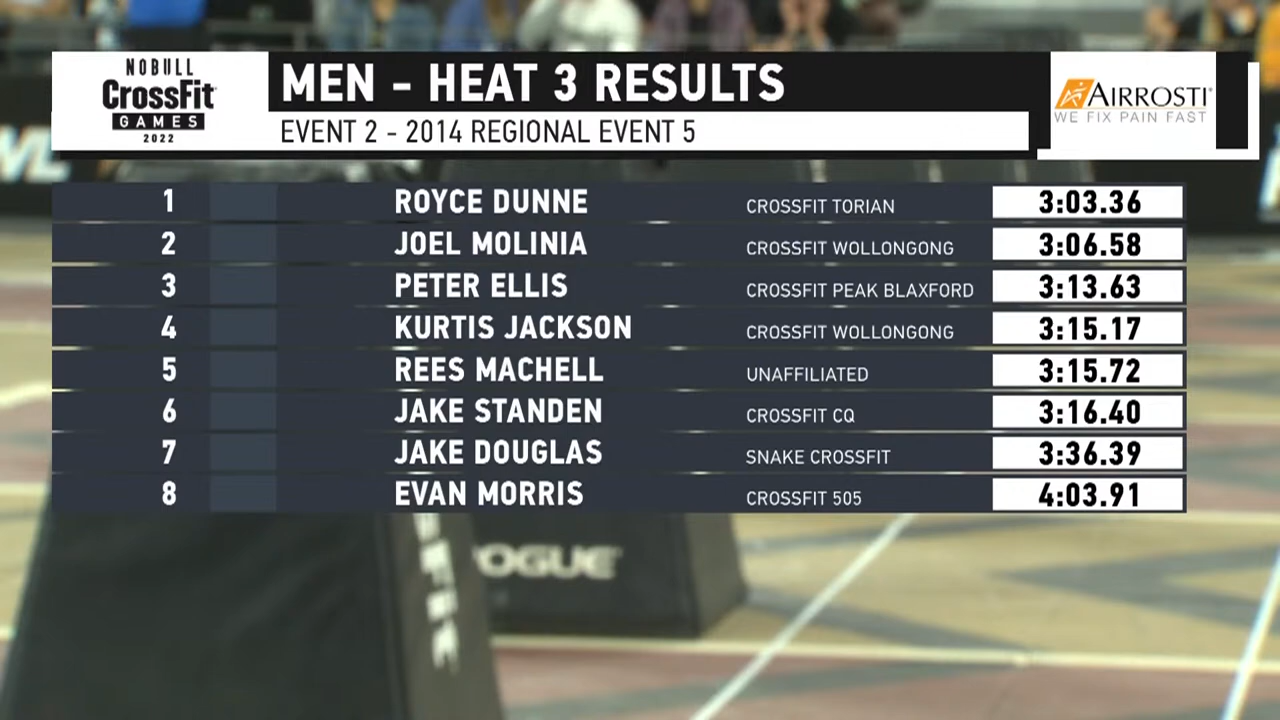 NOBULL
CrossFit
GAMES
2022
MEN – HEAT 3 RESULTS
EVENT 2 - 2014 REGIONAL EVENT 5
AIRROSTI
WE FIX PAIN FAST
1 ROYCE DUNNE CROSSFIT TORIAN 3:03.36
2 JOEL MOLINIA CROSSFIT WOLLONGONG 3:06.58
3 PETER ELLIS CROSSFIT PEAK BLAXFORD 3:13.63
4 KURTIS JACKSON CROSSFIT WOLLONGONG 3:15.17
5 REES MACHELL UNAFFILIATED 3:15.72
6 JAKE STANDEN CROSSFIT CQ 3:16.40
7 JAKE DOUGLAS SNAKE CROSSFIT 3:36.39
8 EVAN MORRIS CROSSFIT 505 4:03.91
ROGUE